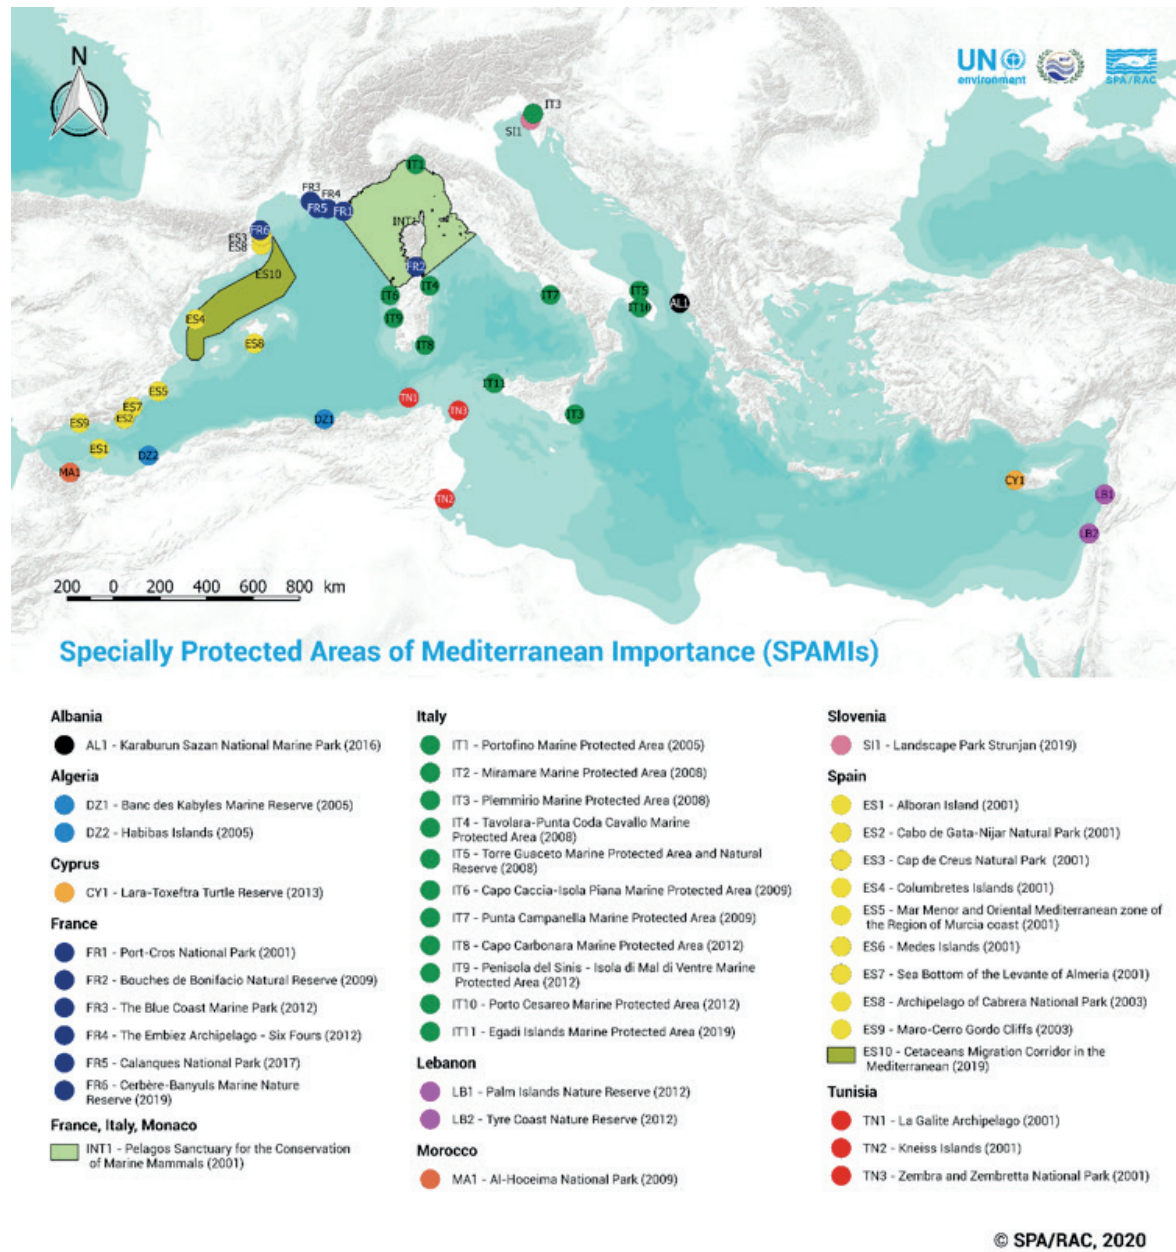 N
UN
environment
SPA/RAC
IT3
SI1
IT1
FR3
FR4
FR5
FR1
INT1
FR6
ES3
ES8
FR2
ES10
IT4
IT6
IT7
IT5
IT10
AL1
ES4
IT9
ES8
IT8
IT11
ES5
TN1
ES7
TN3
IT3
ES9
ES2
DZ1
ES1
DZ2
MA1
CY1
LB1
TN2
LB2
200 0 200 400 600 800 km
Specially Protected Areas of Mediterranean Importance (SPAMIs)
Albania
AL1 - Karaburun Sazan National Marine Park (2016)
Algeria
DZ1 - Banc des Kabyles Marine Reserve (2005)
DZ2 - Habibas Islands (2005)
Cyprus
CY1 - Lara-Toxeftra Turtle Reserve (2013)
France
FR1 - Port-Cros National Park (2001)
FR2 - Bouches de Bonifacio Natural Reserve (2009)
FR3 - The Blue Coast Marine Park (2012)
FR4 - The Embiez Archipelago - Six Fours (2012)
FR5 - Calanques National Park (2017)
FR6 - Cerbère-Banyuls Marine Nature
Reserve (2019)
France, Italy, Monaco
INT1 - Pelagos Sanctuary for the Conservation
of Marine Mammals (2001)
Italy
IT1 - Portofino Marine Protected Area (2005)
IT2 - Miramare Marine Protected Area (2008)
IT3 - Plemmirio Marine Protected Area (2008)
IT4 - Tavolara-Punta Coda Cavallo Marine
Protected Area (2008)
IT5 - Torre Guaceto Marine Protected Area and Natural
Reserve (2008)
IT6 - Capo Caccia-Isola Piana Marine Protected Area (2009)
IT7 - Punta Campanella Marine Protected Area (2009)
IT8 - Capo Carbonara Marine Protected Area (2012)
IT9 - Penisola del Sinis - Isola di Mal di Ventre Marine
Protected Area (2012)
IT10 - Porto Cesareo Marine Protected Area (2012)
IT11 - Egadi Islands Marine Protected Area (2019)
Lebanon
LB1 - Palm Islands Nature Reserve (2012)
LB2 - Tyre Coast Nature Reserve (2012)
Morocco
MA1 - Al-Hoceima National Park (2009)
Slovenia
SI1 - Landscape Park Strunjan (2019)
Spain
ES1 - Alboran Island (2001)
ES2 - Cabo de Gata-Nijar Natural Park (2001)
ES3 - Cap de Creus Natural Park (2001)
ES4 - Columbretes Islands (2001)
ES5 - Mar Menor and Oriental Mediterranean zone of
the Region of Murcia coast (2001)
ES6 - Medes Islands (2001)
ES7 - Sea Bottom of the Levante of Almeria (2001)
ES8 - Archipelago of Cabrera National Park (2003)
ES9 - Maro-Cerro Gordo Cliffs (2003)
ES10 - Cetaceans Migration Corridor in the
Mediterranean (2019)
Tunisia
TN1 - La Galite Archipelago (2001)
TN2 - Kneiss Islands (2001)
TN3 - Zembra and Zembretta National Park (2001)
© SPA/RAC, 2020